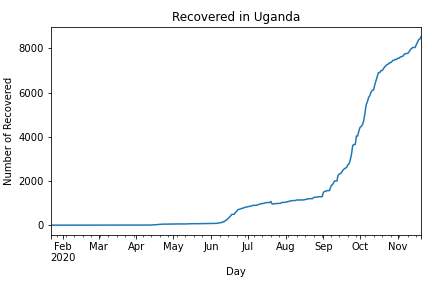 Recovered in Uganda
Number of Recovered
8000
6000
4000
2000
0
Feb Mar Apr May Jun Jul Aug Sep Oct Nov
2020
Day